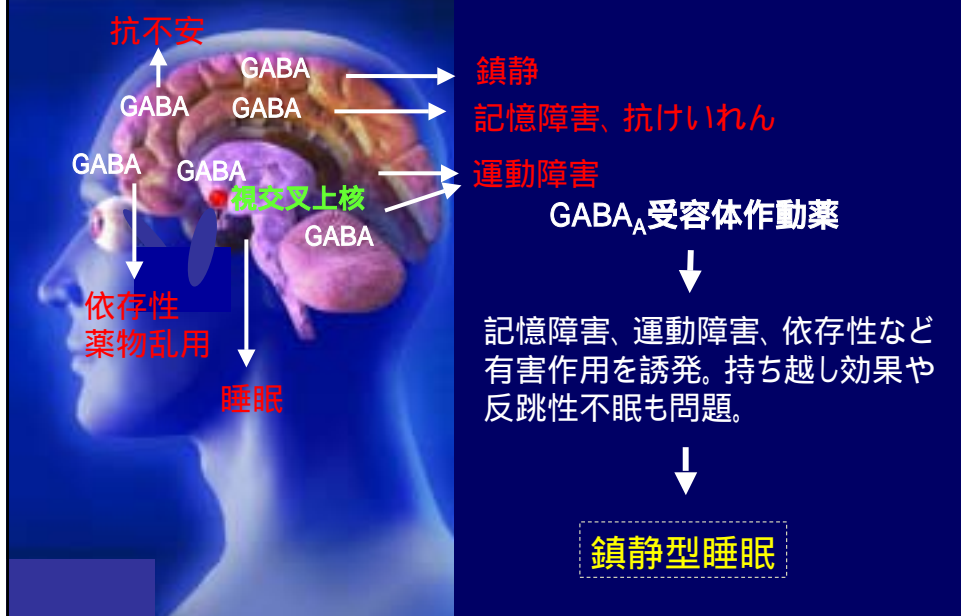 抗不安
GABA
GABA
GABA
GABA
GABA
視交叉上核
GABA
依存性
薬物乱用
睡眠
鎮静
記憶障害、抗けいれん
運動障害
GABAA受容体作動薬
記憶障害、運動障害、依存性など
有害作用を誘発。持ち越し効果や
反跳性不眠も問題。
鎮静型睡眠